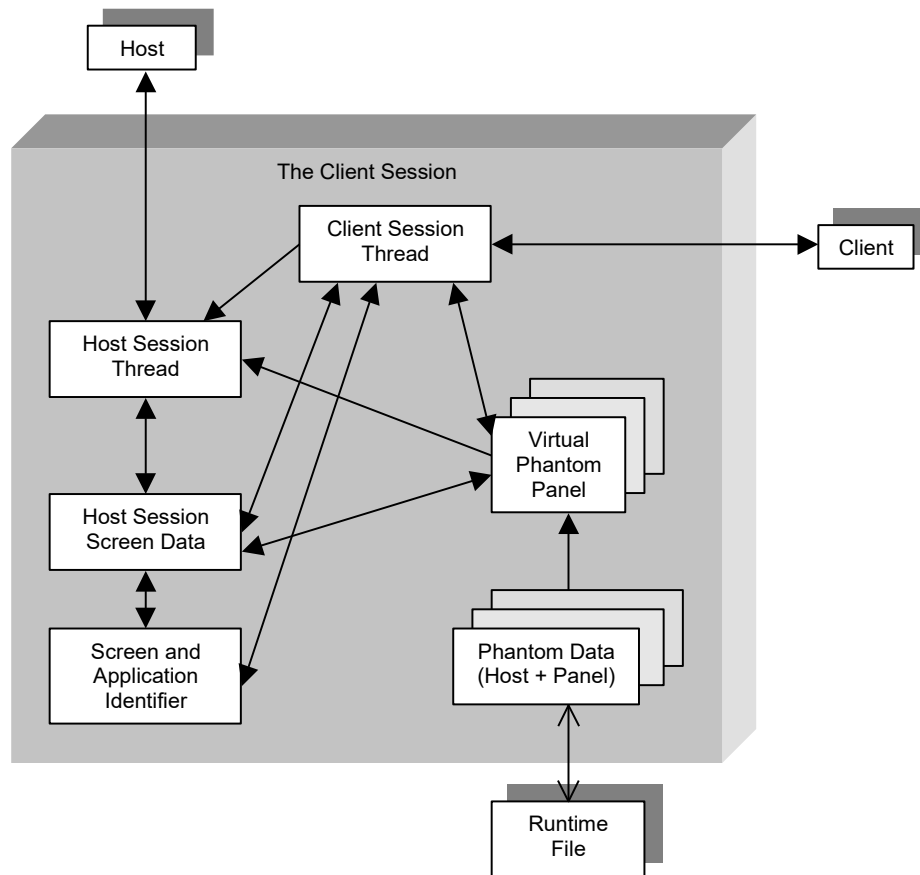 Host
The Client Session
Client Session
Thread
Client
Host Session
Thread
Virtual
Phantom
Panel
Host Session
Screen Data
Screen and
Application
Identifier
Phantom Data
(Host + Panel)
Runtime
File